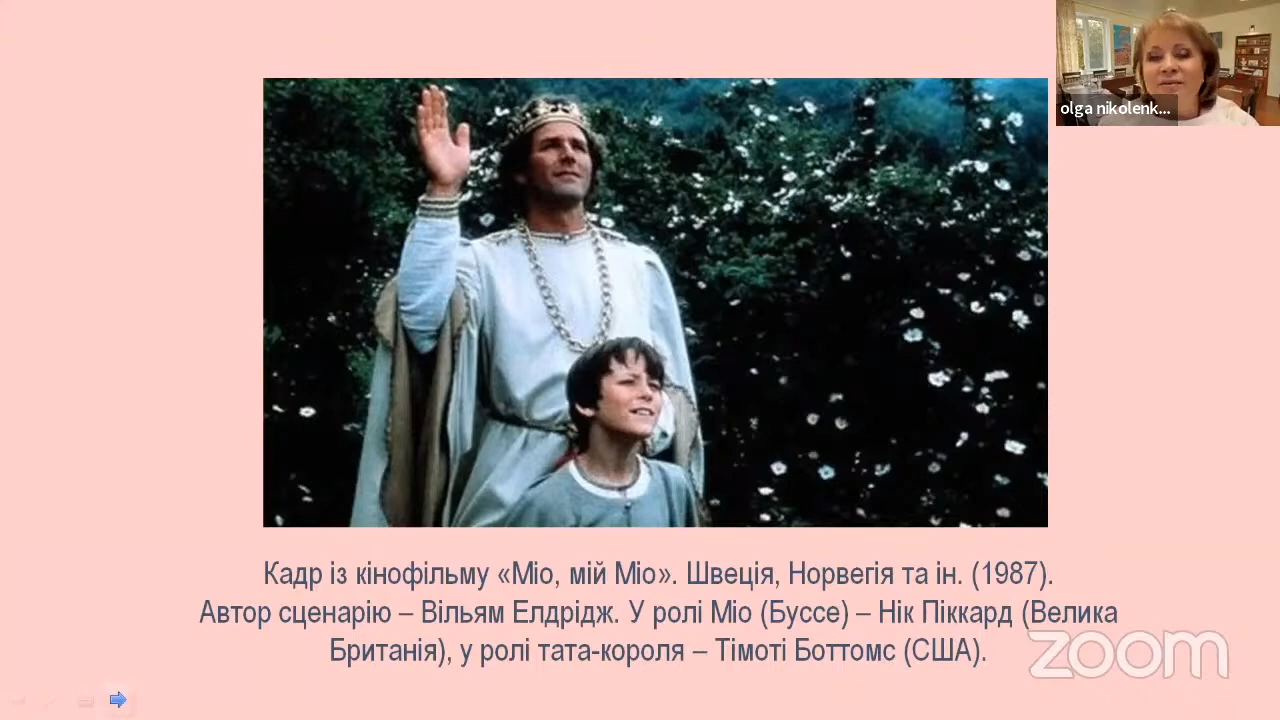 olga nikolenk...
Кадр із кінофільму «Міо, мій Міо». Швеція, Норвегія та ін. (1987).
Автор сценарію – Вільям Елдрідж. У ролі Міо (Буссе) – Нік Піккард (Велика
Британія), у ролі тата-короля – Тімоті Боттомс (США).
zoom